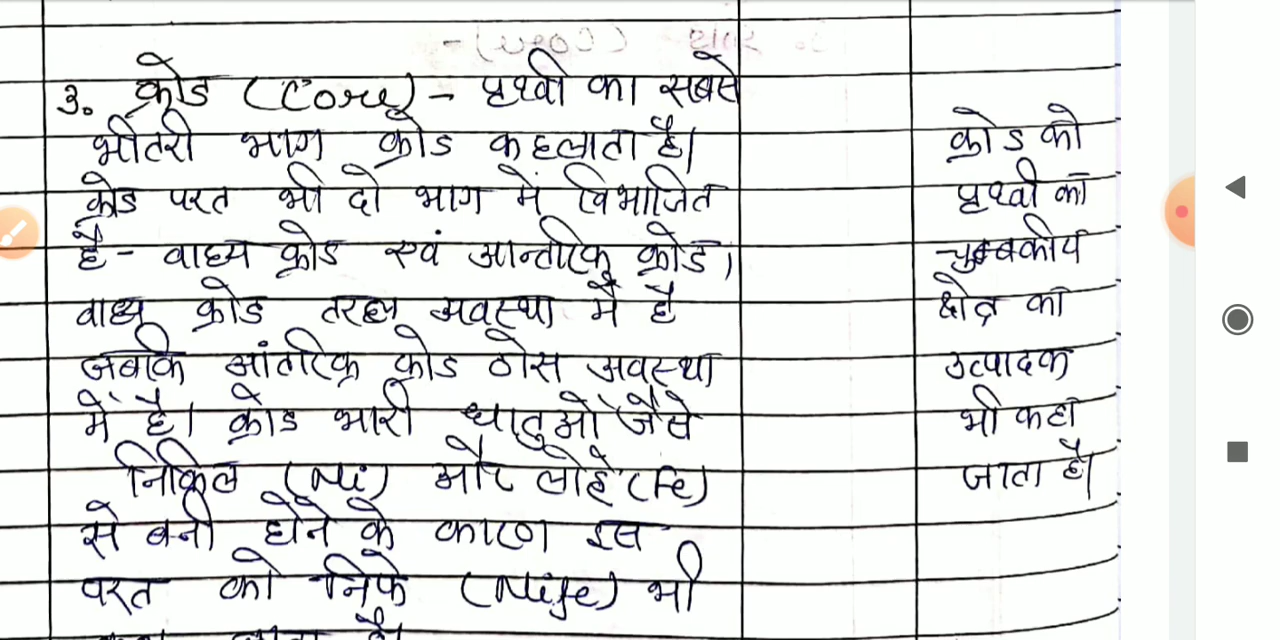 3. क्रोड (Core) - पृथ्वी का सबसे
भीतरी भाग क्रोड कहलाता है।
क्रोड परत भी दो भाग में विभाजित
है - वाह्य क्रोड एवं आन्तरिक क्रोड।
वाह्य क्रोड तरल अवस्था में है
जबकि आंतरिक क्रोड ठोस अवस्था
में है। क्रोड भारी धातुओं जैसे
निकिल (Ni) और लोहे (Fe)
से बनी होने के कारण इस
परत को निफे (Nife) भी
जाता है।
क्रोड को
पृथ्वी का
चुम्बकीय
क्षेत्र का
उत्पादक
भी कहा
जाता है।